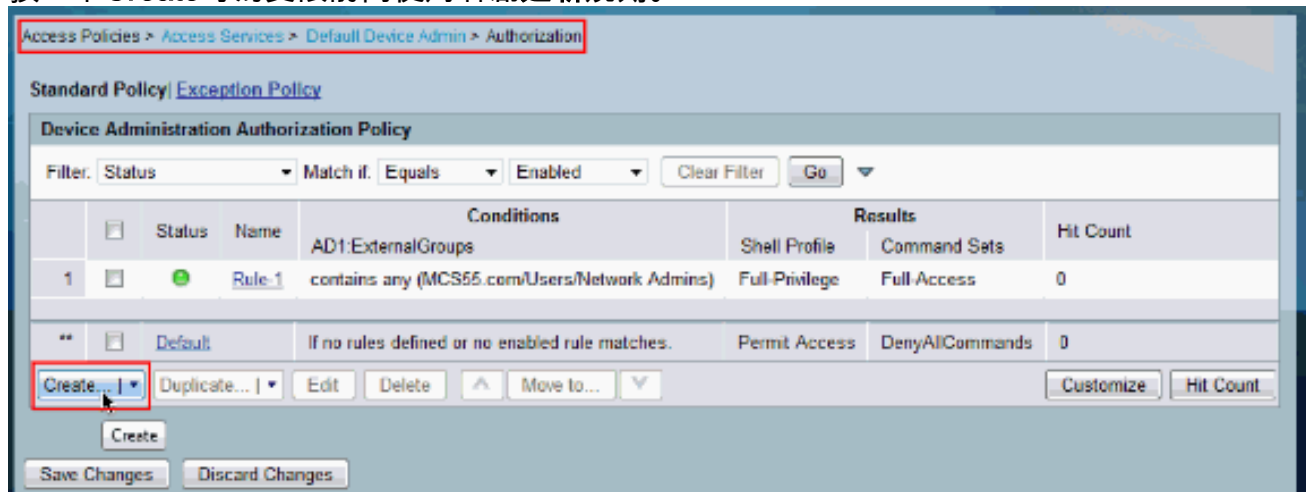 Access Policies > Access Services > Default Device Admin > Authorization
Standard Policy| Exception Policy
Device Administration Authorization Policy
Filter: Status Match if: Equals Enabled Clear Filter Go
Status Name Conditions Results Hit Count
AD1:ExternalGroups Shell Profile Command Sets
1 Rule-1 contains any (MCS55.com/Users/Network Admins) Full-Privilege Full-Access 0
** Default If no rules defined or no enabled rule matches. Permit Access DenyAllCommands 0
Create... | Duplicate... | Edit Delete Move to... Customize Hit Count
Create
Save Changes Discard Changes